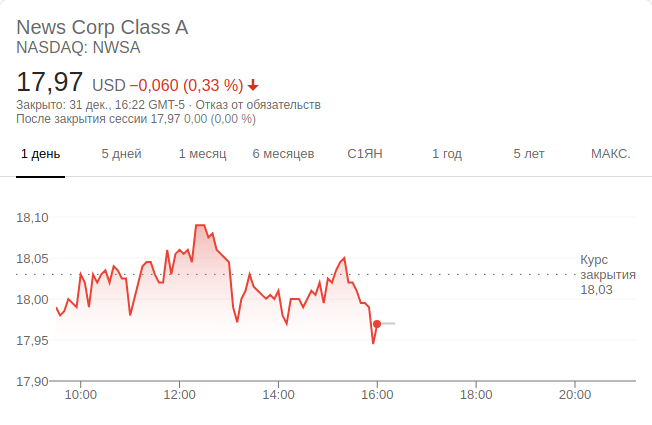 News Corp Class A
NASDAQ: NWSA
17,97 USD −0,060 (0,33 %)
Закрыто: 31 дек., 16:22 GMT-5 · Отказ от обязательств
После закрытия сессии 17,97 0,00 (0,00 %)
1 день 5 дней 1 месяц 6 месяцев С1ЯН 1 год 5 лет МАКС.
18,10
18,05
18,00
17,95
17,90
Курс
закрытия
18,03
10:00 12:00 14:00 16:00 18:00 20:00